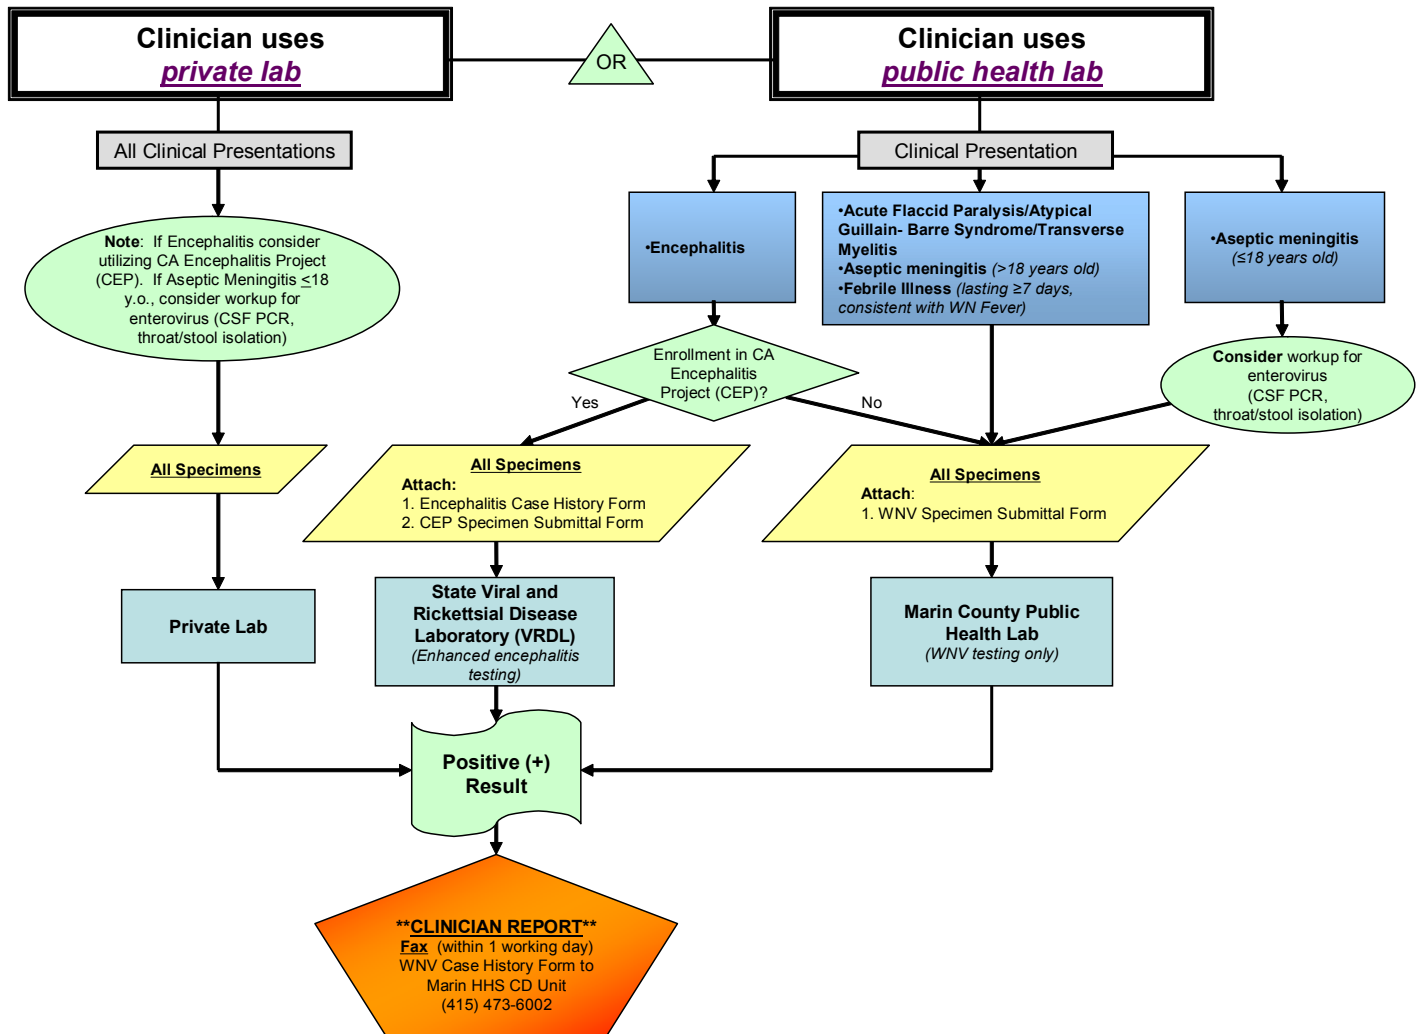 Clinician uses
private lab
OR
Clinician uses
public health lab
All Clinical Presentations
Clinical Presentation
Note: If Encephalitis consider
utilizing CA Encephalitis Project
(CEP). If Aseptic Meningitis <18
y.o., consider workup for
enterovirus (CSF PCR,
throat/stool isolation)
•Encephalitis
•Acute Flaccid Paralysis/Atypical
Guillain- Barre Syndrome/Transverse
Myelitis
•Aseptic meningitis (>18 years old)
•Febrile Illness (lasting ≥7 days,
consistent with WN Fever)
•Aseptic meningitis
(≤18 years old)
Enrollment in CA
Encephalitis
Project (CEP)?
Yes
No
Consider workup for
enterovirus
(CSF PCR,
throat/stool isolation)
All Specimens
All Specimens
Attach:
1. Encephalitis Case History Form
2. CEP Specimen Submittal Form
All Specimens
Attach:
1. WNV Specimen Submittal Form
Private Lab
State Viral and
Rickettsial Disease
Laboratory (VRDL)
(Enhanced encephalitis
testing)
Marin County Public
Health Lab
(WNV testing only)
Positive (+)
Result
**CLINICIAN REPORT**
Fax (within 1 working day)
WNV Case History Form to
Marin HHS CD Unit
(415) 473-6002